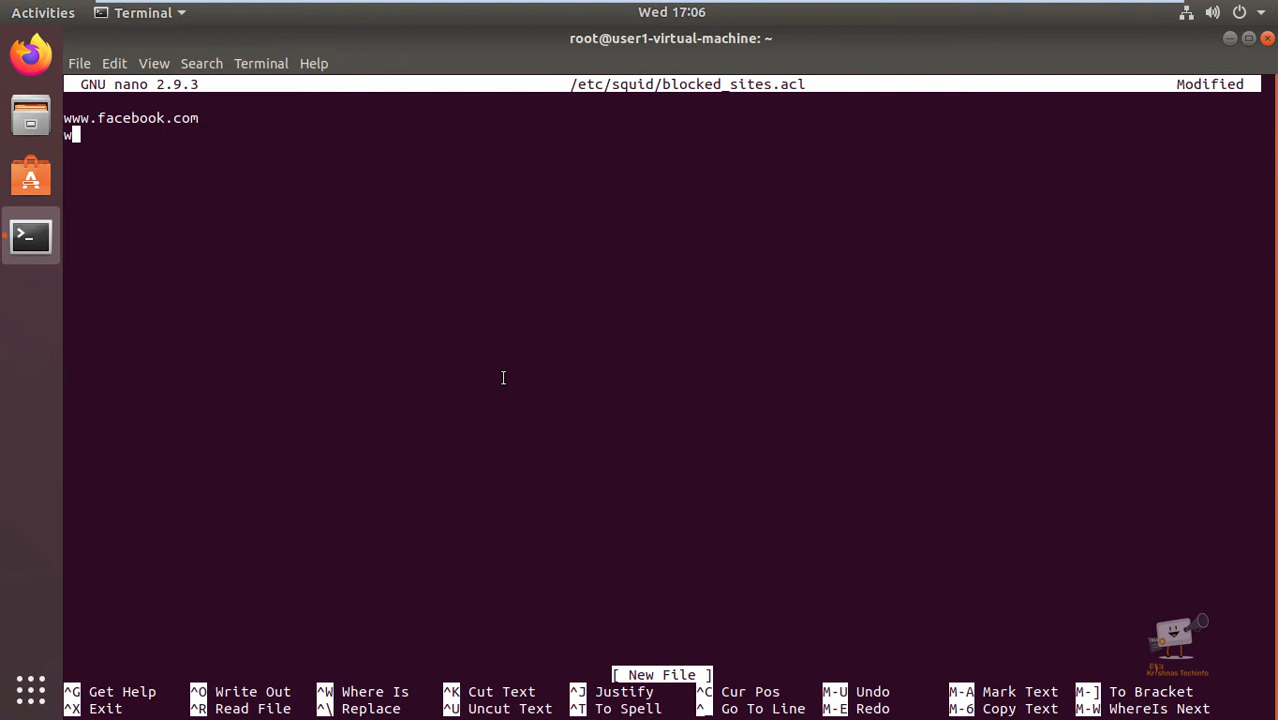 Activities Terminal Wed 17:06
root@user1-virtual-machine: ~
File Edit View Search Terminal Help
GNU nano 2.9.3 /etc/squid/blocked_sites.acl Modified
www.facebook.com
w
[ New File ]
^G Get Help ^O Write Out ^W Where Is ^K Cut Text ^J Justify ^C Cur Pos M-U Undo M-A Mark Text M-] To Bracket
^X Exit ^R Read File ^\ Replace ^U Uncut Text ^T To Spell ^_ Go To Line M-E Redo M-6 Copy Text M-W WhereIs Next
Krishnas Techinfo